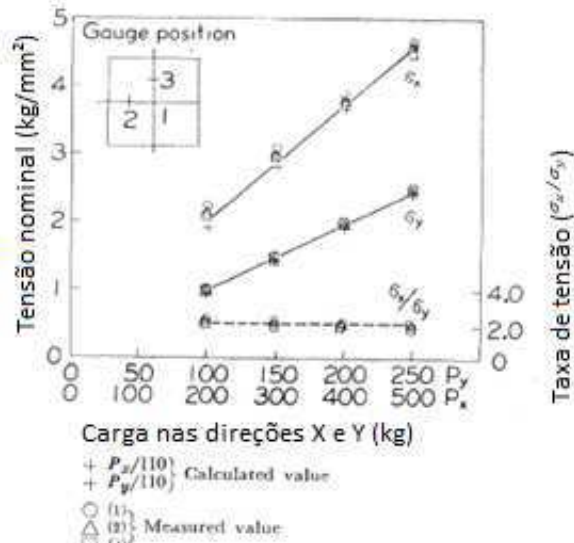 5
Gauge position
4
3
2
1
0
3
2 1
σx
σy
σx/σy
4.0
2.0
0
Tensão nominal (kg/mm²)
Taxa de tensão (σx/σy)
0 50 100 150 200 250 Py
0 100 200 300 400 500 Px
Carga nas direções X e Y (kg)
+ Px/110
+ Py/110 } Calculated value
○ (1)
△ (2) } Measured value